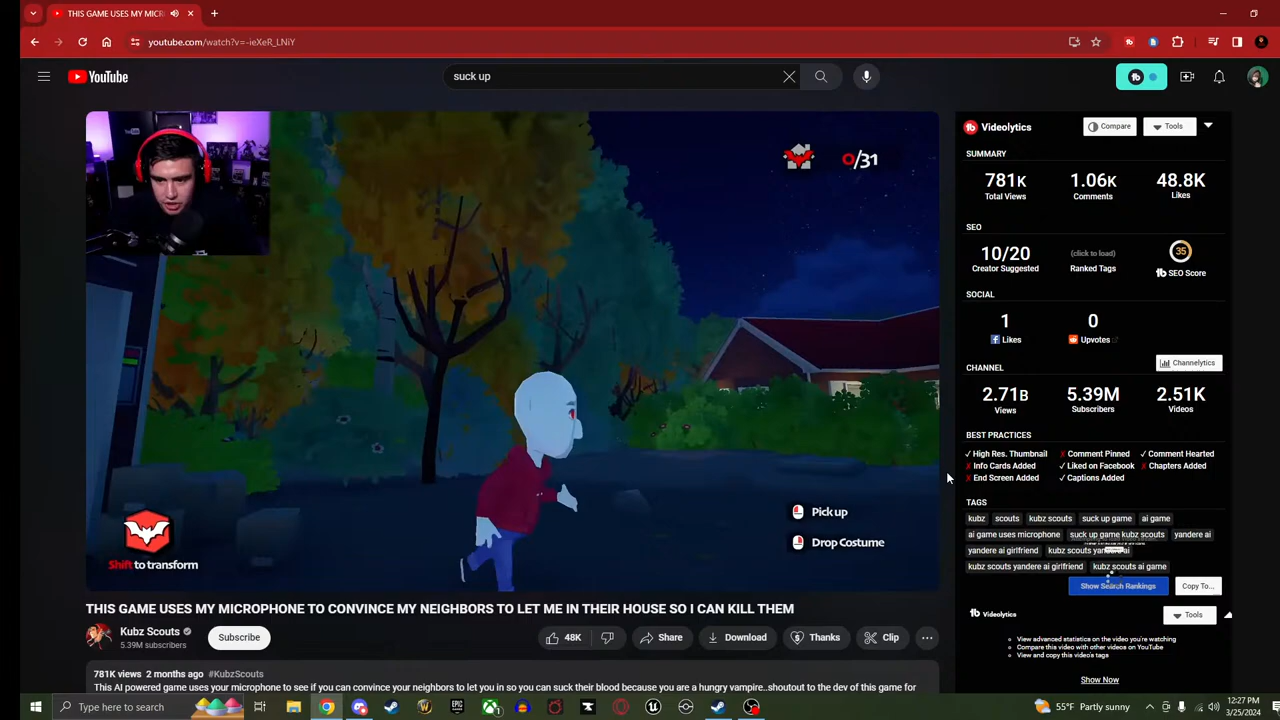 THIS GAME USES MY MICR
youtube.com/watch?v=-ieXeR_LNiY
YouTube
suck up
0/31
Pick up
Drop Costume
Shift to transform
Videolytics
Compare
Tools
SUMMARY
781K
1.06K
48.8K
Total Views
Comments
Likes
SEO
10/20
(click to load)
35
Creator Suggested
Ranked Tags
SEO Score
SOCIAL
1
0
Likes
Upvotes
CHANNEL
Channelytics
2.71B
5.39M
2.51K
Views
Subscribers
Videos
BEST PRACTICES
✓ High Res. Thumbnail
✗ Comment Pinned
✓ Comment Hearted
✗ Info Cards Added
✓ Liked on Facebook
✗ Chapters Added
✗ End Screen Added
✓ Captions Added
TAGS
kubz scouts kubz scouts suck up game ai game
ai game uses microphone suck up game kubz scouts yandere ai
yandere ai girlfriend kubz scouts yandere ai
kubz scouts yandere ai girlfriend kubz scouts ai game
Show Search Rankings
Copy To...
Videolytics
Tools
View advanced statistics on the video you're watching
Compare this video with other videos on YouTube
View and copy this video's tags
Show Now
THIS GAME USES MY MICROPHONE TO CONVINCE MY NEIGHBORS TO LET ME IN THEIR HOUSE SO I CAN KILL THEM
Kubz Scouts
5.39M subscribers
Subscribe
48K
Share
Download
Thanks
Clip
781K views 2 months ago #KubzScouts
This AI powered game uses your microphone to see if you can convince your neighbors to let you in so you can suck their blood because you are a hungry vampire..shoutout to the dev of this game for
Type here to search
55°F Partly sunny
12:27 PM
3/25/2024